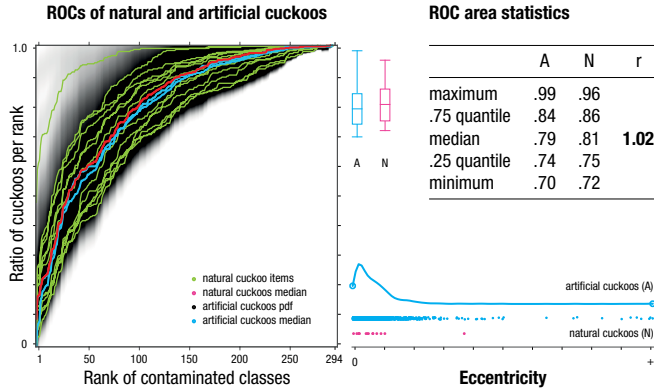 ROCs of natural and artificial cuckoos
Ratio of cuckoos per rank
1.0
natural cuckoo items
natural cuckoos median
artificial cuckoos pdf
artificial cuckoos median
1 50 100 150 200 250 294
Rank of contaminated classes
ROC area statistics
A N
A N r
maximum .99 .96
.75 quantile .84 .86
median .79 .81 1.02
.25 quantile .74 .75
minimum .70 .72
artificial cuckoos (A)
natural cuckoos (N)
0 +
Eccentricity